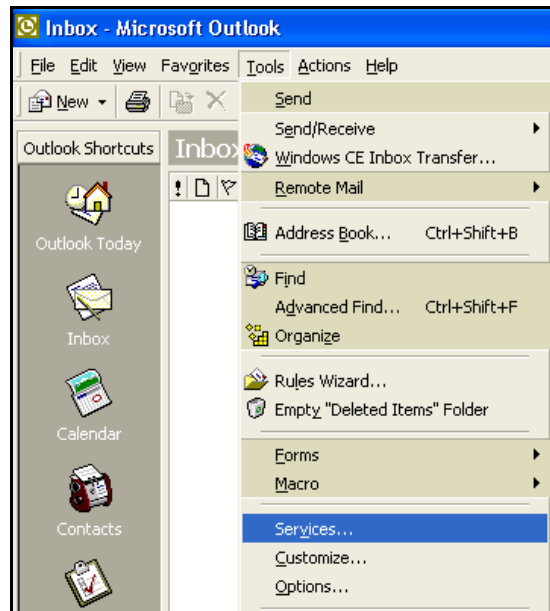 Inbox - Microsoft Outlook
File Edit View Favorites Tools Actions Help
New
Send
Send/Receive
Windows CE Inbox Transfer...
Remote Mail
Address Book... Ctrl+Shift+B
Find
Advanced Find... Ctrl+Shift+F
Organize
Rules Wizard...
Empty "Deleted Items" Folder
Forms
Macro
Services...
Customize...
Options...
Outlook Shortcuts
Outlook Today
Inbox
Calendar
Contacts
Inbox